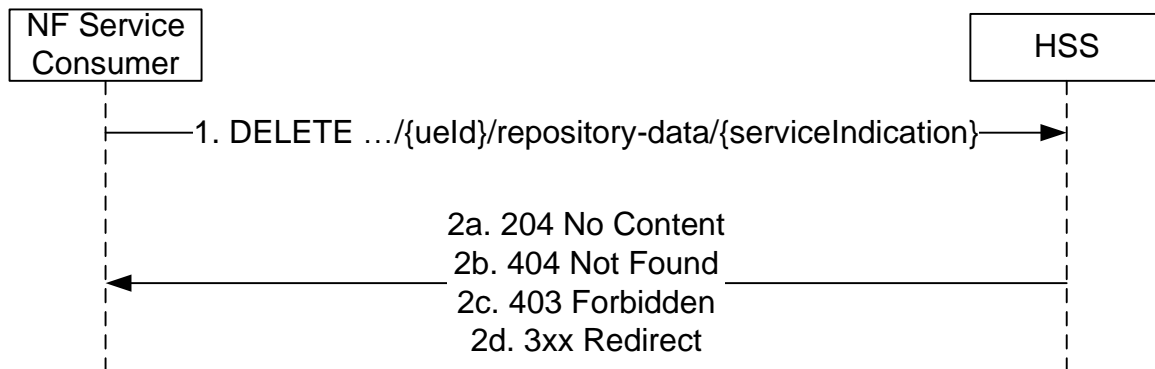 NF Service
Consumer
HSS
1. DELETE …/{ueId}/repository-data/{serviceIndication}
2a. 204 No Content
2b. 404 Not Found
2c. 403 Forbidden
2d. 3xx Redirect